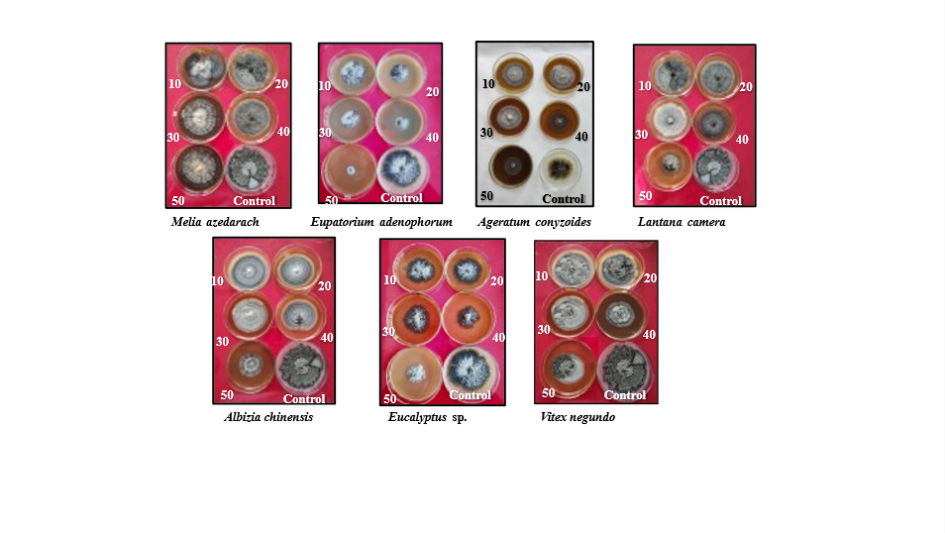 10 20
30 40
50 Control
Melia azedarach
10 20
30 40
50 Control
Eupatorium adenophorum
10 20
30 40
50 Control
Ageratum conyzoides
10 20
30 40
50 Control
Lantana camera
10 20
30 40
50 Control
Albizia chinensis
10 20
30 40
50 Control
Eucalyptus sp.
10 20
30 40
50 Control
Vitex negundo